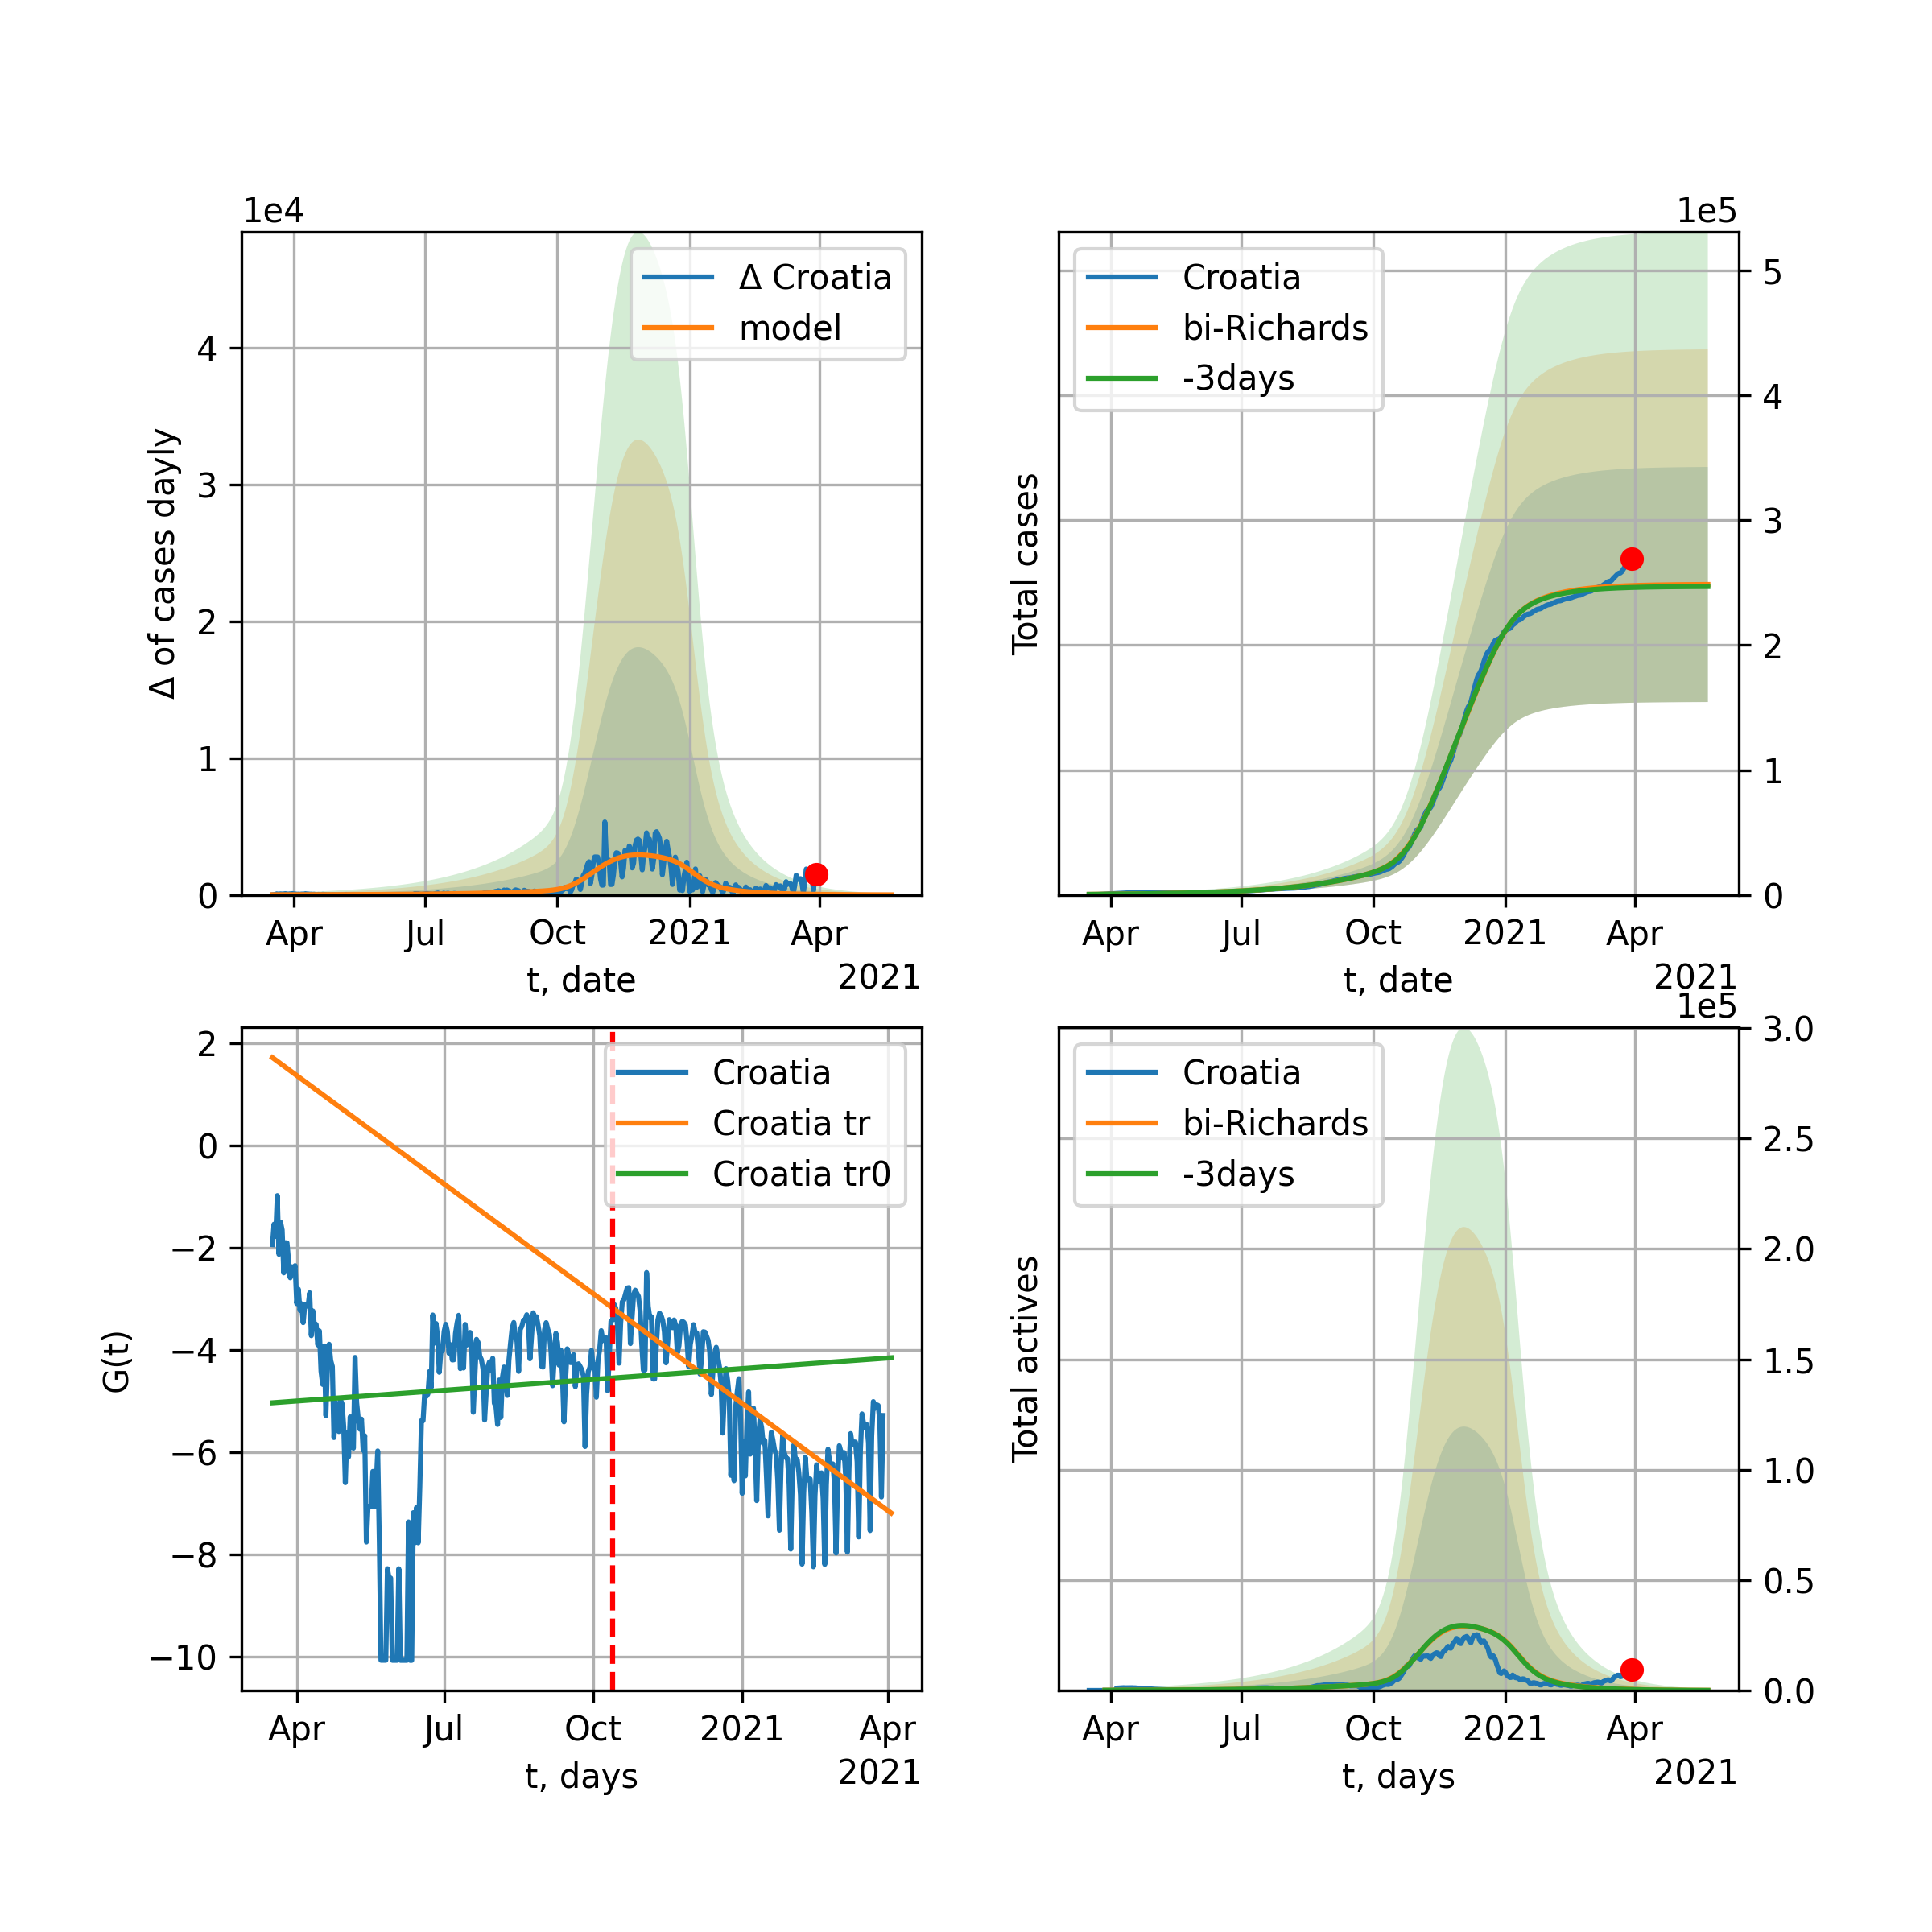 1e4
Δ Croatia
model
4
3
2
1
0
Δ of cases dayly
Apr Jul Oct 2021 Apr
t, date
2021
1e5
Croatia
bi-Richards
-3days
5
4
3
2
1
0
Total cases
Apr Jul Oct 2021 Apr
t, date
2021
Croatia
Croatia tr
Croatia tr0
2
0
−2
−4
−6
−8
−10
G(t)
Apr Jul Oct 2021 Apr
t, days
2021
1e5
Croatia
bi-Richards
-3days
3.0
2.5
2.0
1.5
1.0
0.5
0.0
Total actives
Apr Jul Oct 2021 Apr
t, days
2021